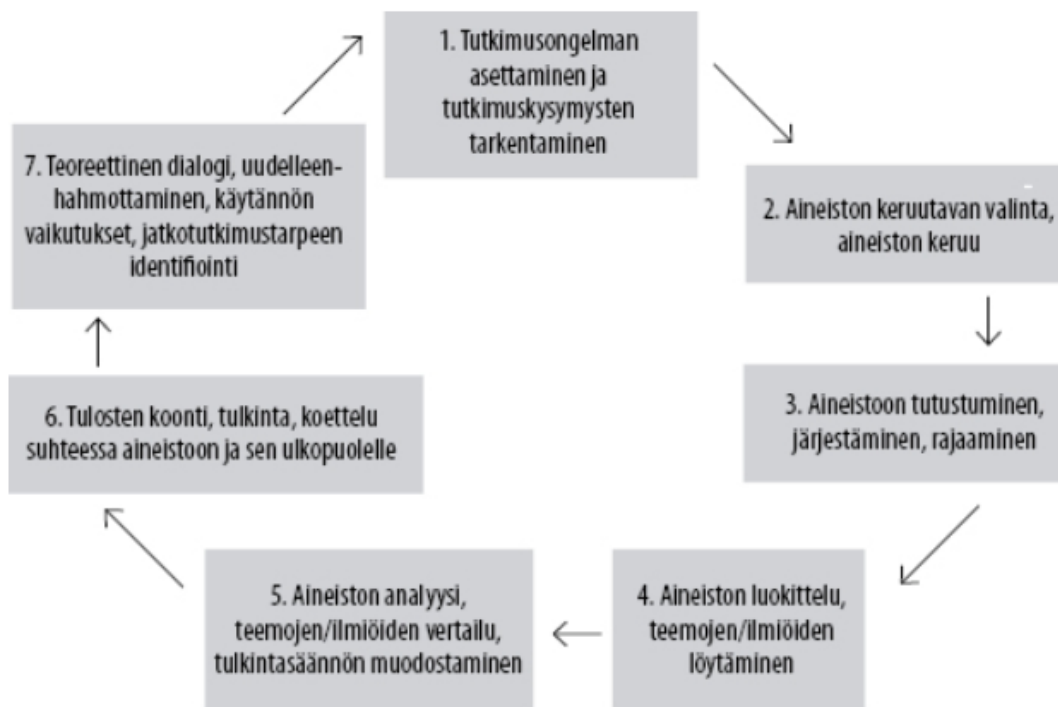 1. Tutkimusongelman
asettaminen ja
tutkimuskysymysten
tarkentaminen
2. Aineiston keruutavan valinta,
aineiston keruu
3. Aineistoon tutustuminen,
järjestäminen, rajaaminen
4. Aineiston luokittelu,
teemojen/ilmiöiden
löytäminen
5. Aineiston analyysi,
teemojen/ilmiöiden vertailu,
tulkintasäännön muodostaminen
6. Tulosten koonti, tulkinta, koettelu
suhteessa aineistoon ja sen ulkopuolelle
7. Teoreettinen dialogi, uudelleen-
hahmottaminen, käytännön
vaikutukset, jatkotutkimustarpeen
identifiointi